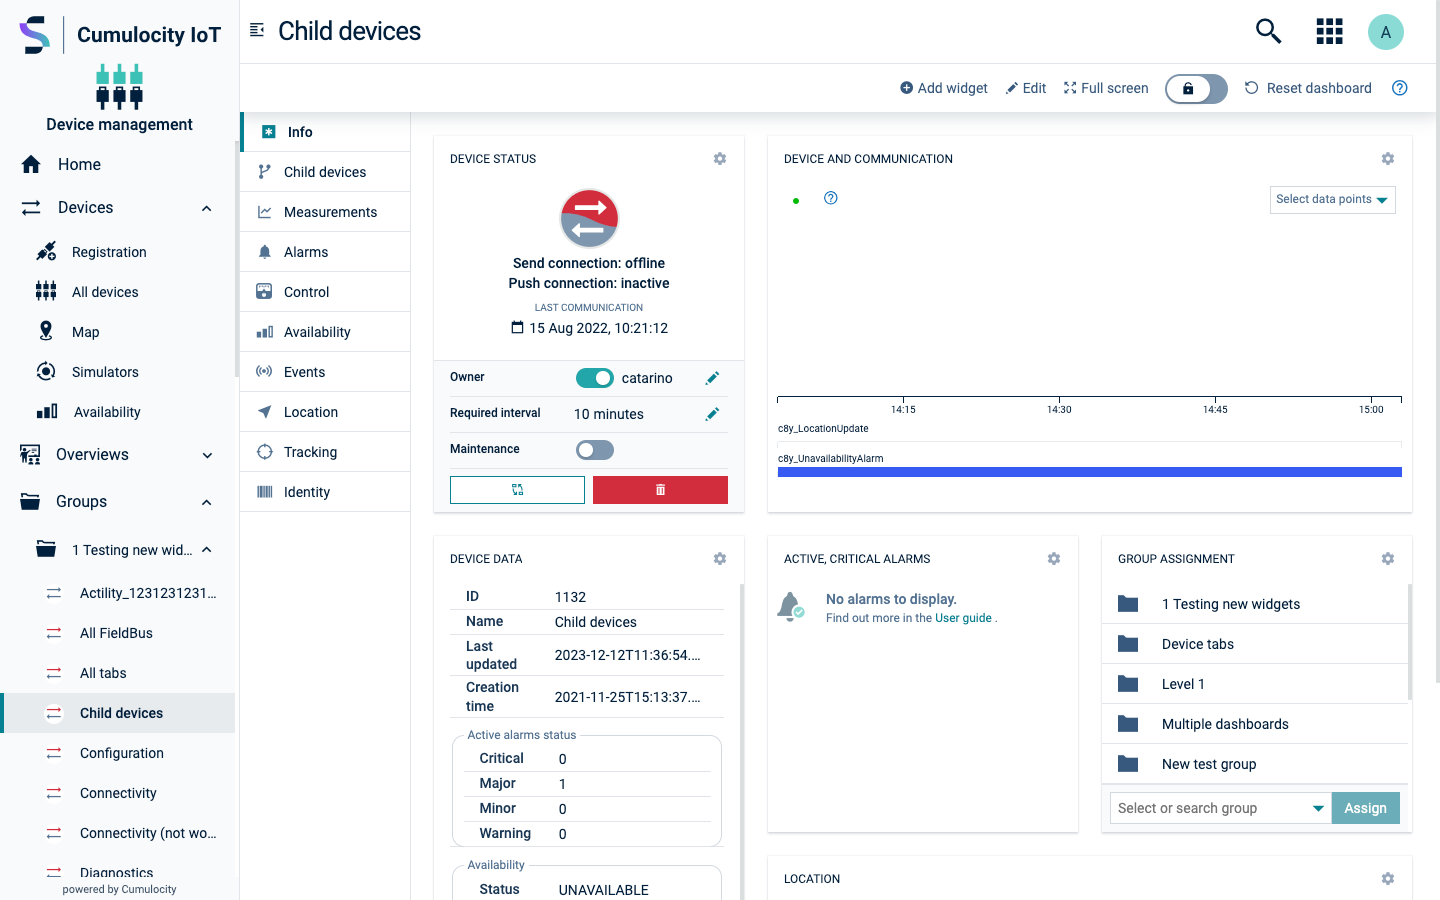 Cumulocity IoT
Device management
Home
Devices
Registration
All devices
Map
Simulators
Availability
Overviews
Groups
1 Testing new wid...
Actility_1231231231...
All FieldBus
All tabs
Child devices
Configuration
Connectivity
Connectivity (not wo...
Diagnostics
powered by Cumulocity
Child devices
A
Add widget
Edit
Full screen
Reset dashboard
Info
Child devices
Measurements
Alarms
Control
Availability
Events
Location
Tracking
Identity
DEVICE STATUS
Send connection: offline
Push connection: inactive
LAST COMMUNICATION
15 Aug 2022, 10:21:12
Owner catarino
Required interval 10 minutes
Maintenance
DEVICE AND COMMUNICATION
Select data points
14:15 14:30 14:45 15:00
c8y_LocationUpdate
c8y_UnavailabilityAlarm
DEVICE DATA
ID 1132
Name Child devices
Last updated 2023-12-12T11:36:54....
Creation time 2021-11-25T15:13:37....
Active alarms status
Critical 0
Major 1
Minor 0
Warning 0
Availability
Status UNAVAILABLE
ACTIVE, CRITICAL ALARMS
No alarms to display.
Find out more in the User guide .
GROUP ASSIGNMENT
1 Testing new widgets
Device tabs
Level 1
Multiple dashboards
New test group
Select or search group
Assign
LOCATION